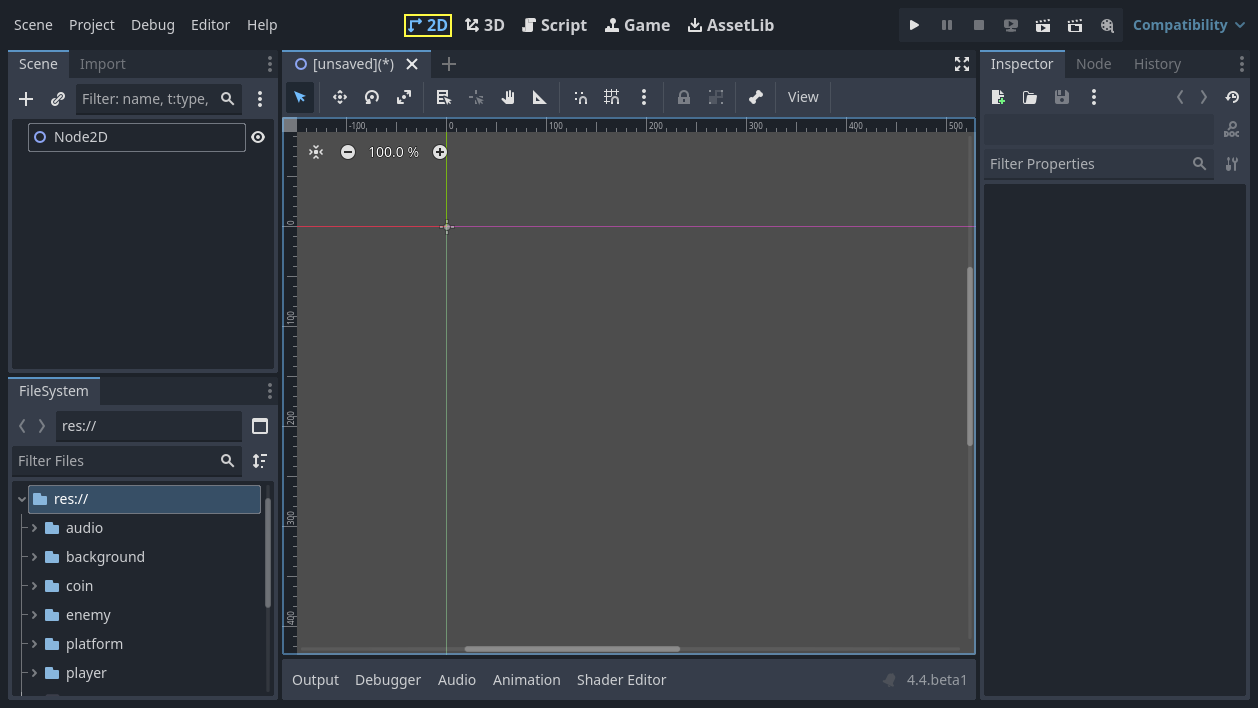 Scene Project Debug Editor Help 2D 3D Script Game AssetLib Compatibility
Scene Import [unsaved](*) Inspector Node History
Filter: name, t:type, View
Node2D
-100 0 100 200 300 400 500
100.0 %
Filter Properties
0
100
200
300
400
FileSystem
res://
Filter Files
res://
audio
background
coin
enemy
platform
player
Output Debugger Audio Animation Shader Editor 4.4.beta1
DOC